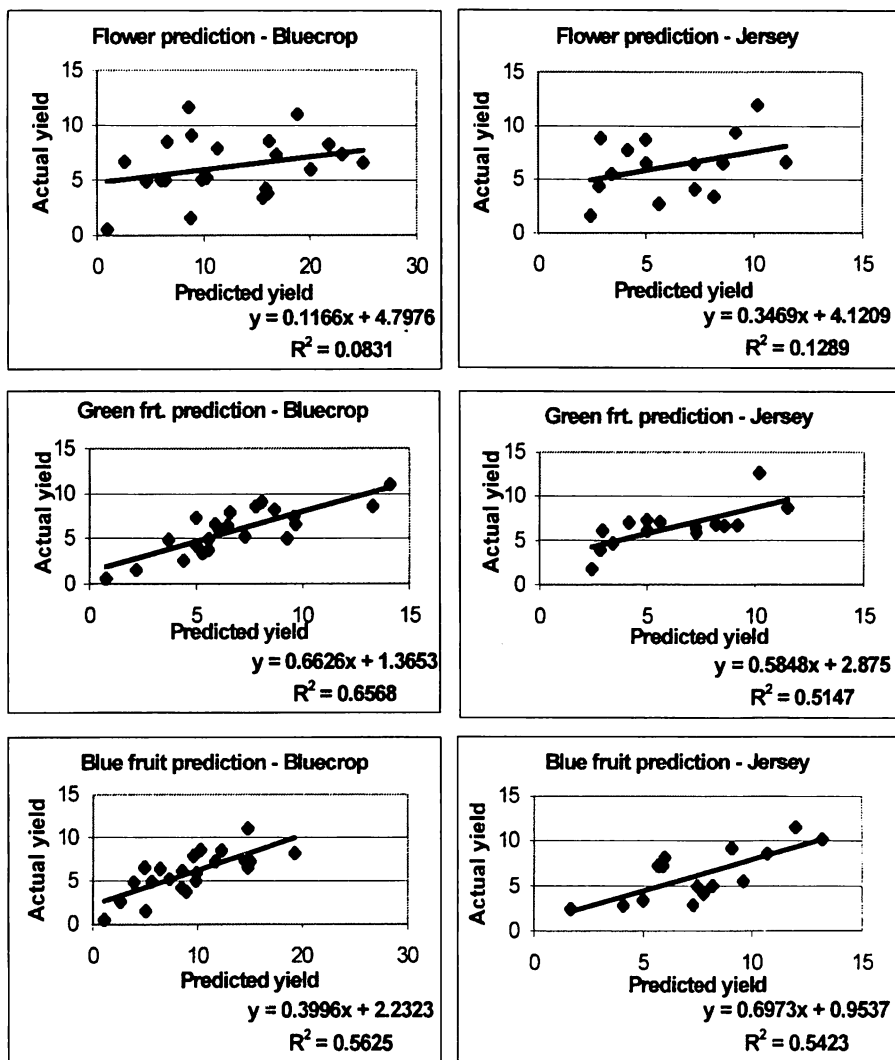 Flower prediction - Bluecrop
15
10
5
0
Actual yield
0 10 20 30
Predicted yield
y = 0.1166x + 4.7976
R² = 0.0831
Flower prediction - Jersey
15
10
5
0
Actual yield
0 5 10 15
Predicted yield
y = 0.3469x + 4.1209
R² = 0.1289
Green frt. prediction - Bluecrop
15
10
5
0
Actual yield
0 5 10 15
Predicted yield
y = 0.6626x + 1.3653
R² = 0.6568
Green frt. prediction - Jersey
15
10
5
0
Actual yield
0 5 10 15
Predicted yield
y = 0.5848x + 2.875
R² = 0.5147
Blue fruit prediction - Bluecrop
15
10
5
0
Actual yield
0 10 20 30
Predicted yield
y = 0.3996x + 2.2323
R² = 0.5625
Blue fruit prediction - Jersey
15
10
5
0
Actual yield
0 5 10 15
Predicted yield
y = 0.6973x + 0.9537
R² = 0.5423